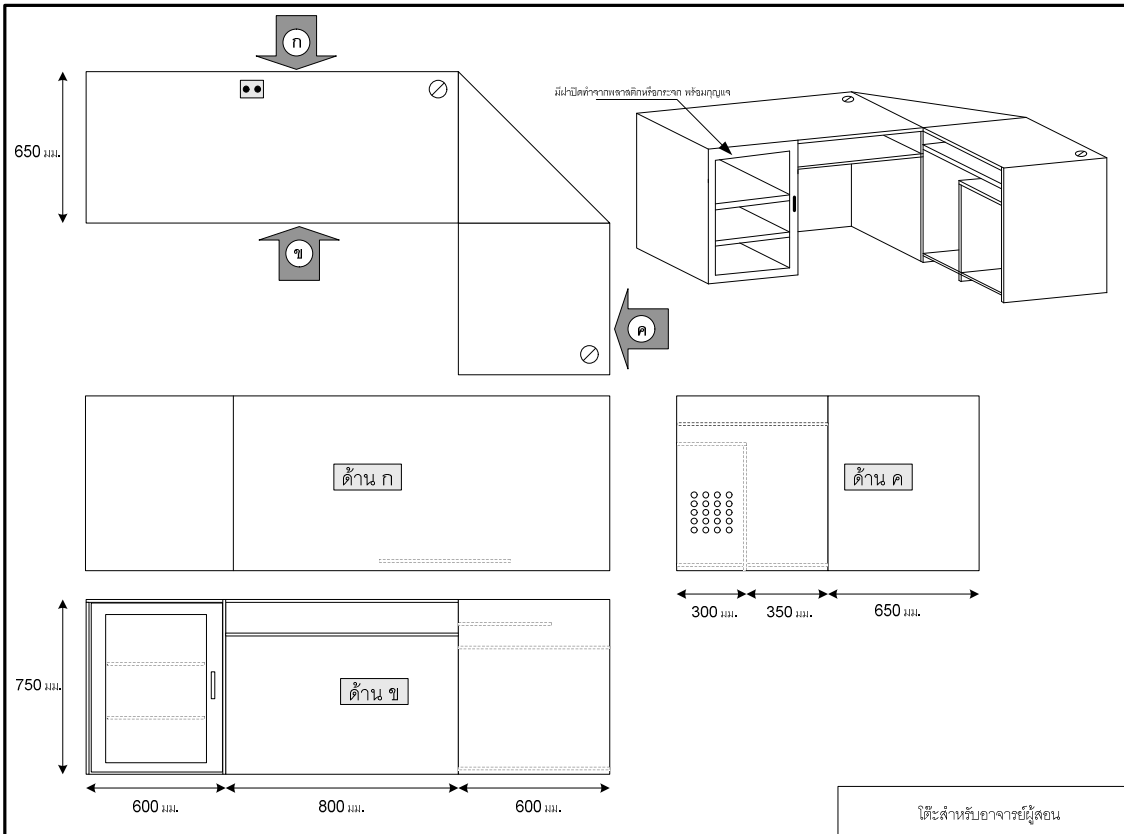 ก
มีฝาปิดทำจากพลาสติกหรือกระจก พร้อมกุญแจ
650 มม.
ข
ค
ด้าน ก
ด้าน ค
300 มม.
350 มม.
650 มม.
750 มม.
ด้าน ข
600 มม.
800 มม.
600 มม.
โต๊ะสำหรับอาจารย์ผู้สอน